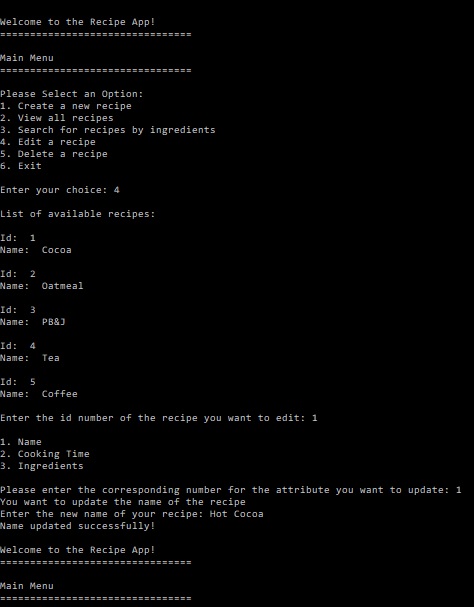 Welcome to the Recipe App!
================================
Main Menu
================================
Please Select an Option:
1. Create a new recipe
2. View all recipes
3. Search for recipes by ingredients
4. Edit a recipe
5. Delete a recipe
6. Exit
Enter your choice: 4
List of available recipes:
Id:  1
Name:  Cocoa
Id:  2
Name:  Oatmeal
Id:  3
Name:  PB&J
Id:  4
Name:  Tea
Id:  5
Name:  Coffee
Enter the id number of the recipe you want to edit: 1
1. Name
2. Cooking Time
3. Ingredients
Please enter the corresponding number for the attribute you want to update: 1
You want to update the name of the recipe
Enter the new name of your recipe: Hot Cocoa
Name updated successfully!
Welcome to the Recipe App!
================================
Main Menu
================================